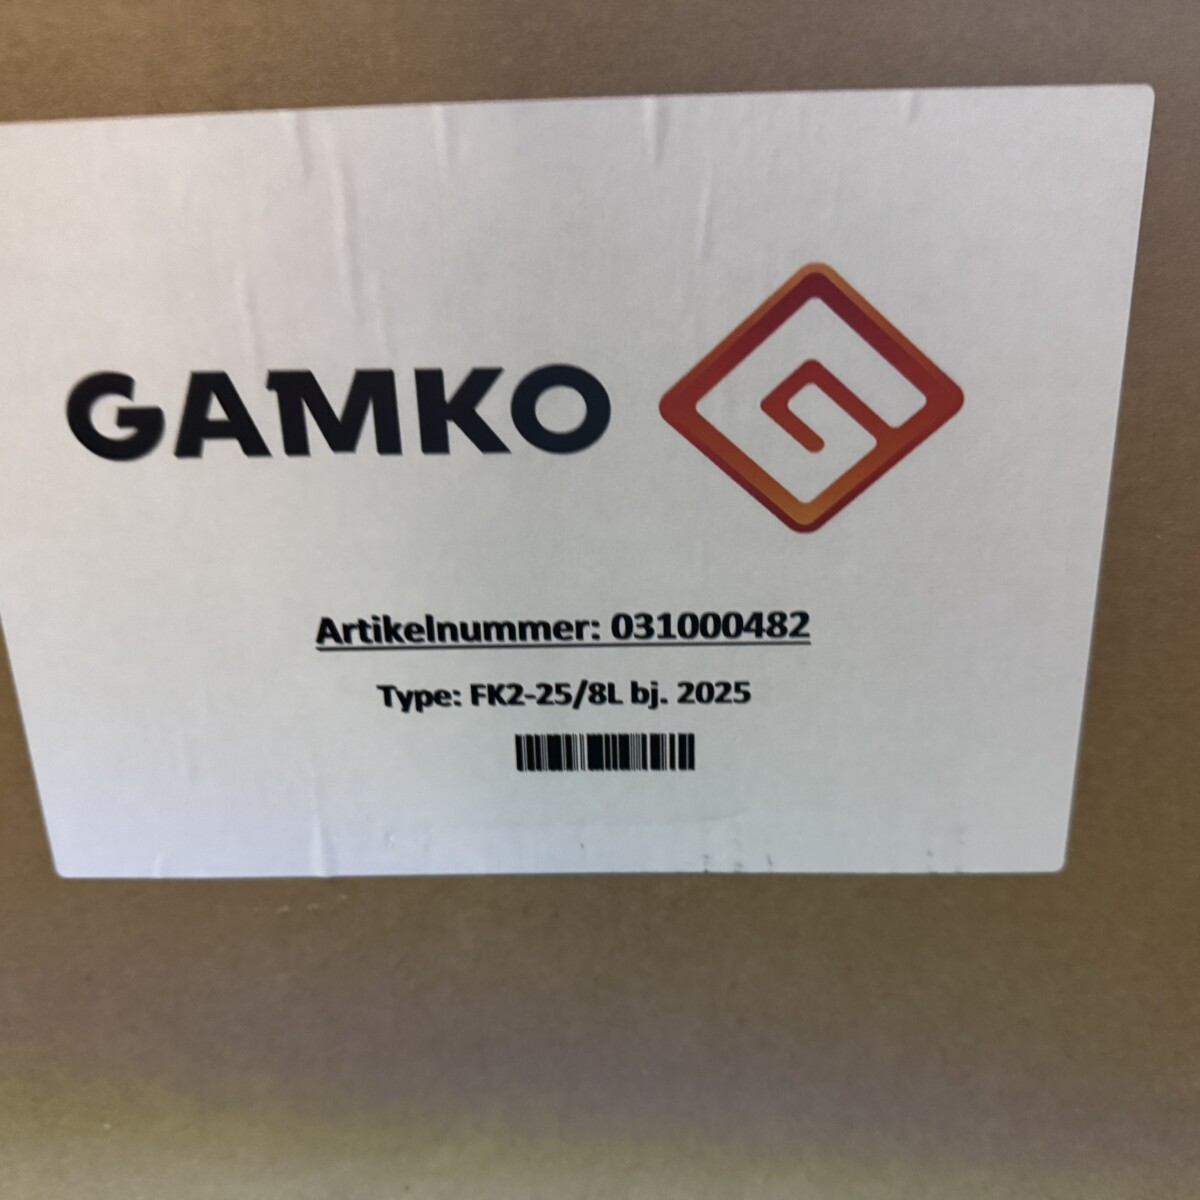 GAMKO
Artikelnummer: 031000482
Type: FK2-25/8L bj. 2025